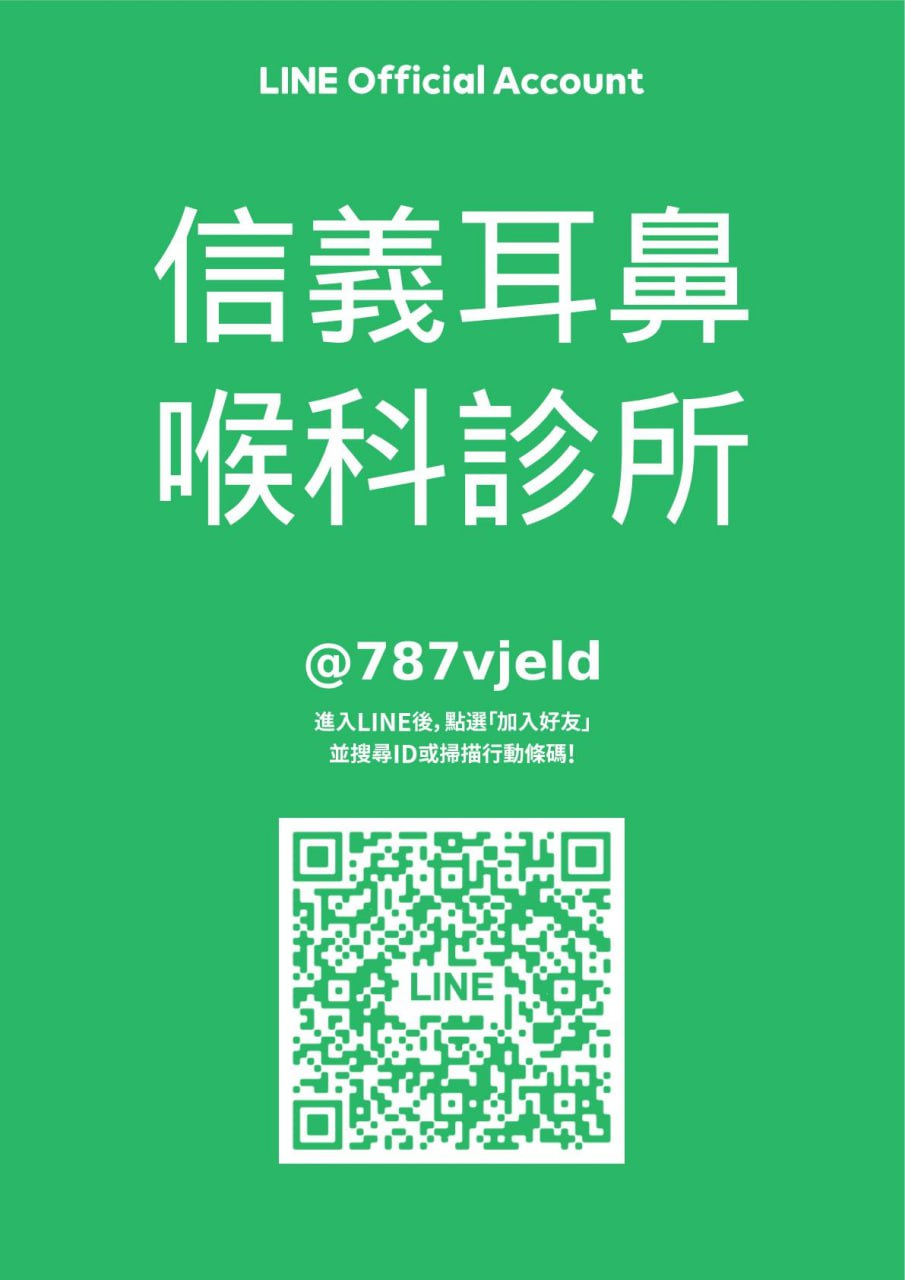 LINE Official Account
信義耳鼻
喉科診所
@787vjeld
進入LINE後，點選「加入好友」
並搜尋ID或掃描行動條碼！
LINE